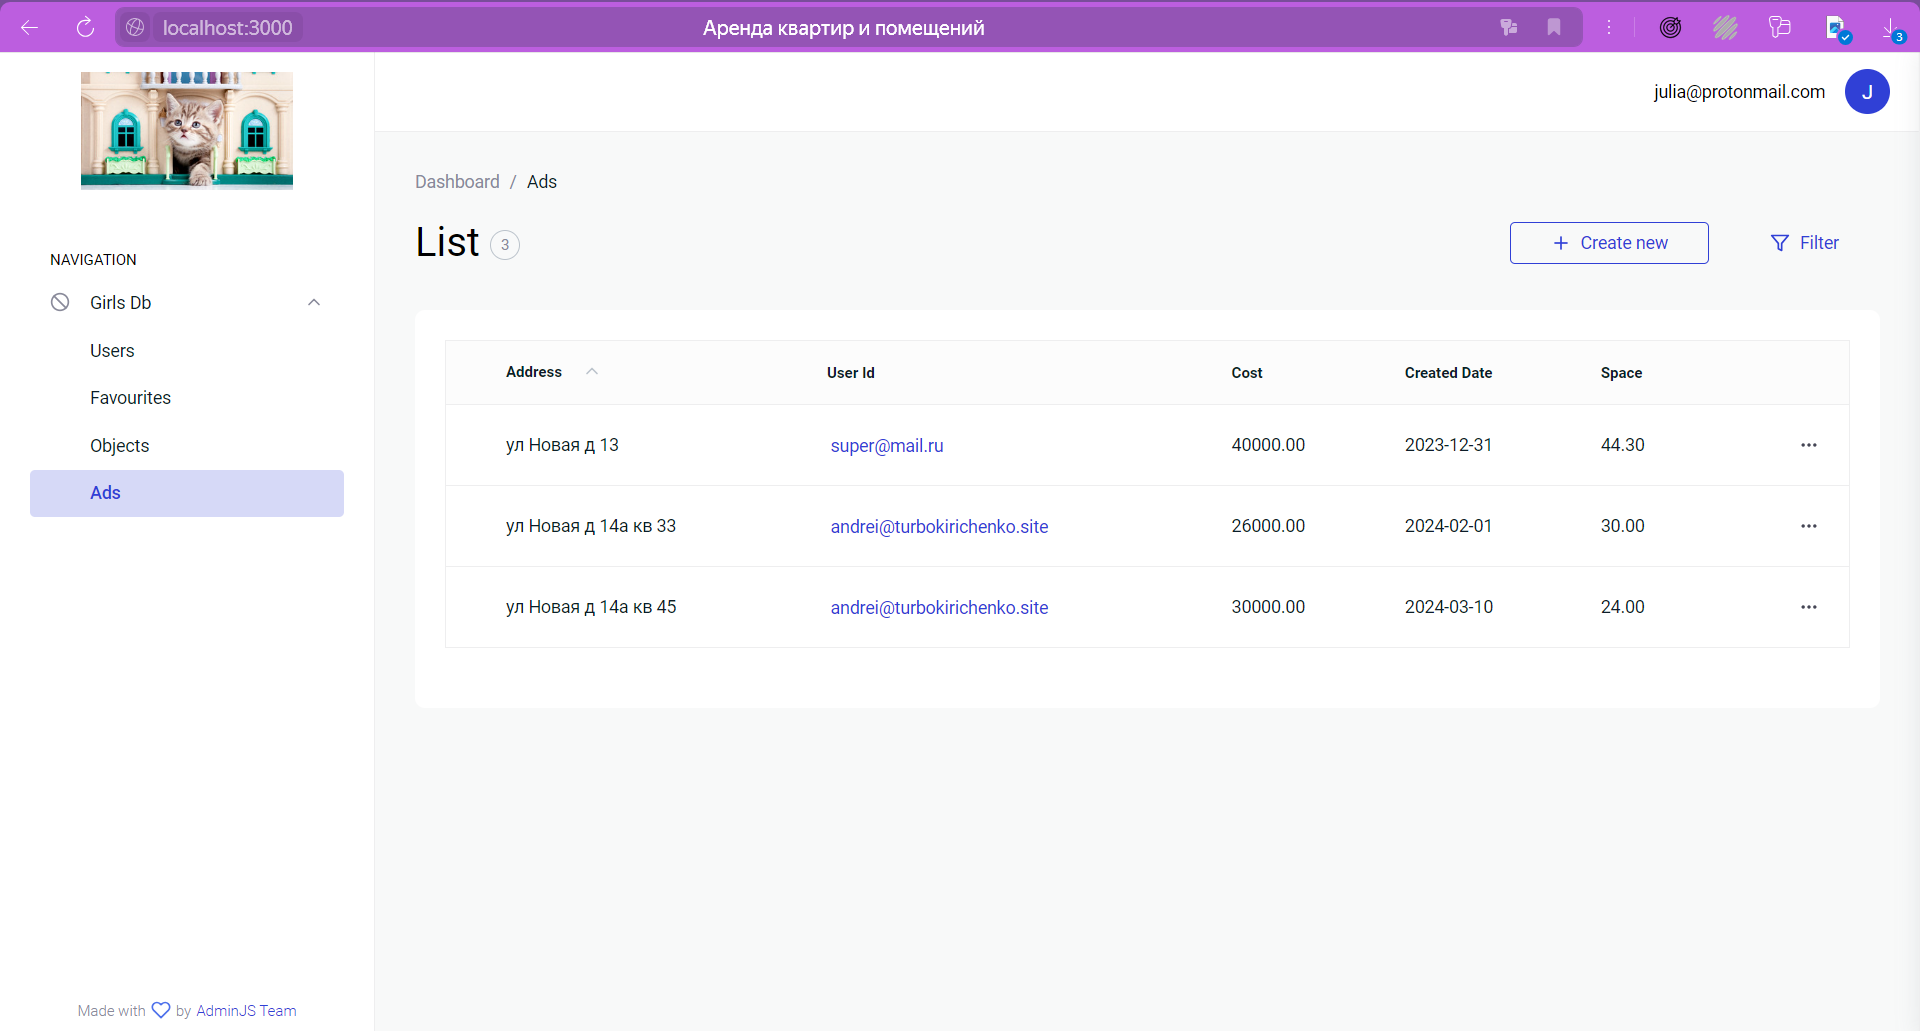 localhost:3000
Аренда квартир и помещений
3
julia@protonmail.com
J
NAVIGATION
Girls Db
Users
Favourites
Objects
Ads
Dashboard / Ads
List 3
Create new
Filter
Address User Id Cost Created Date Space
ул Новая д 13 super@mail.ru 40000.00 2023-12-31 44.30
ул Новая д 14а кв 33 andrei@turbokirichenko.site 26000.00 2024-02-01 30.00
ул Новая д 14а кв 45 andrei@turbokirichenko.site 30000.00 2024-03-10 24.00
Made with by AdminJS Team